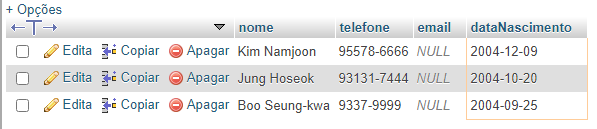 + Opções
←T→ nome telefone email dataNascimento
Edita Copiar Apagar Kim Namjoon 95578-6666 NULL 2004-12-09
Edita Copiar Apagar Jung Hoseok 93131-7444 NULL 2004-10-20
Edita Copiar Apagar Boo Seung-kwa 9337-9999 NULL 2004-09-25